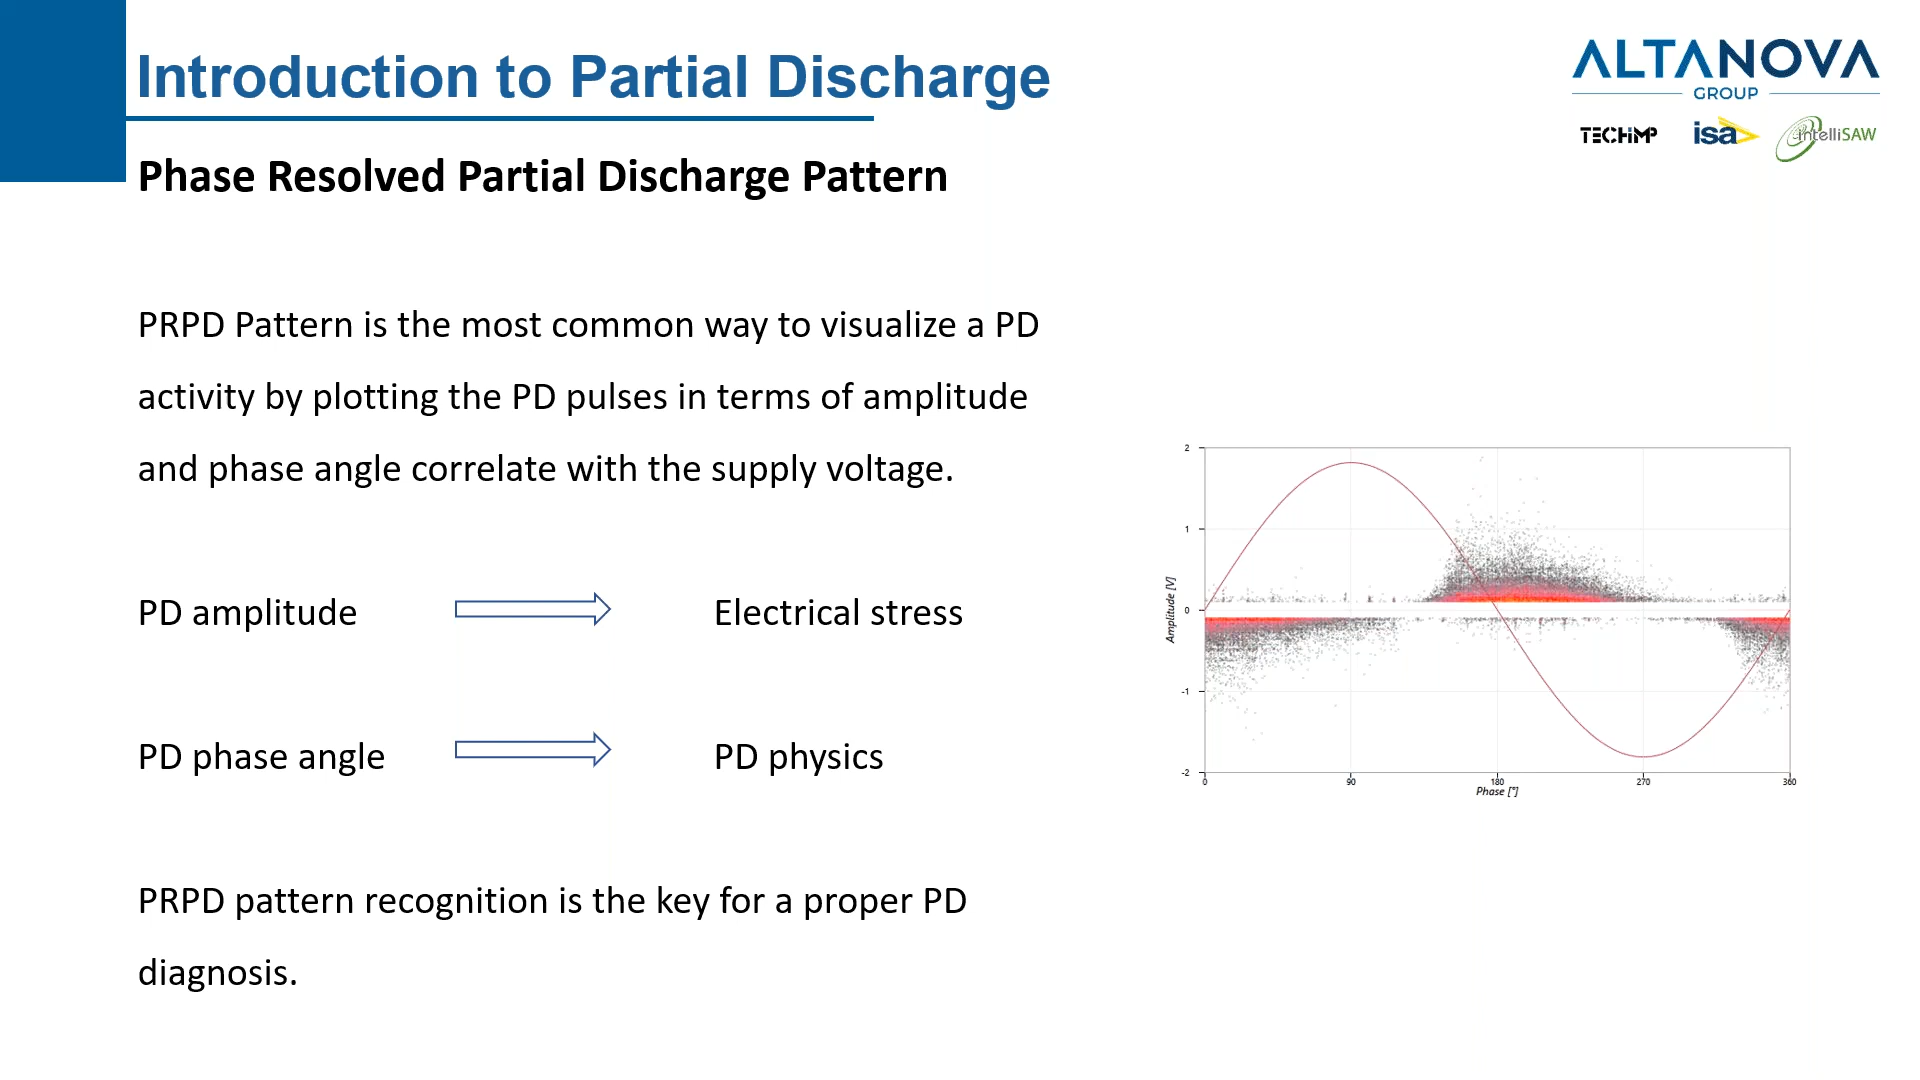 Introduction to Partial Discharge
ALTANOVA
GROUP
TECHIMP
isa
intelliSAW
Phase Resolved Partial Discharge Pattern
PRPD Pattern is the most common way to visualize a PD
activity by plotting the PD pulses in terms of amplitude
and phase angle correlate with the supply voltage.
PD amplitude
Electrical stress
PD phase angle
PD physics
PRPD pattern recognition is the key for a proper PD
diagnosis.
2
1
0
-1
-2
Amplitude [V]
0
90
180
270
360
Phase [°]